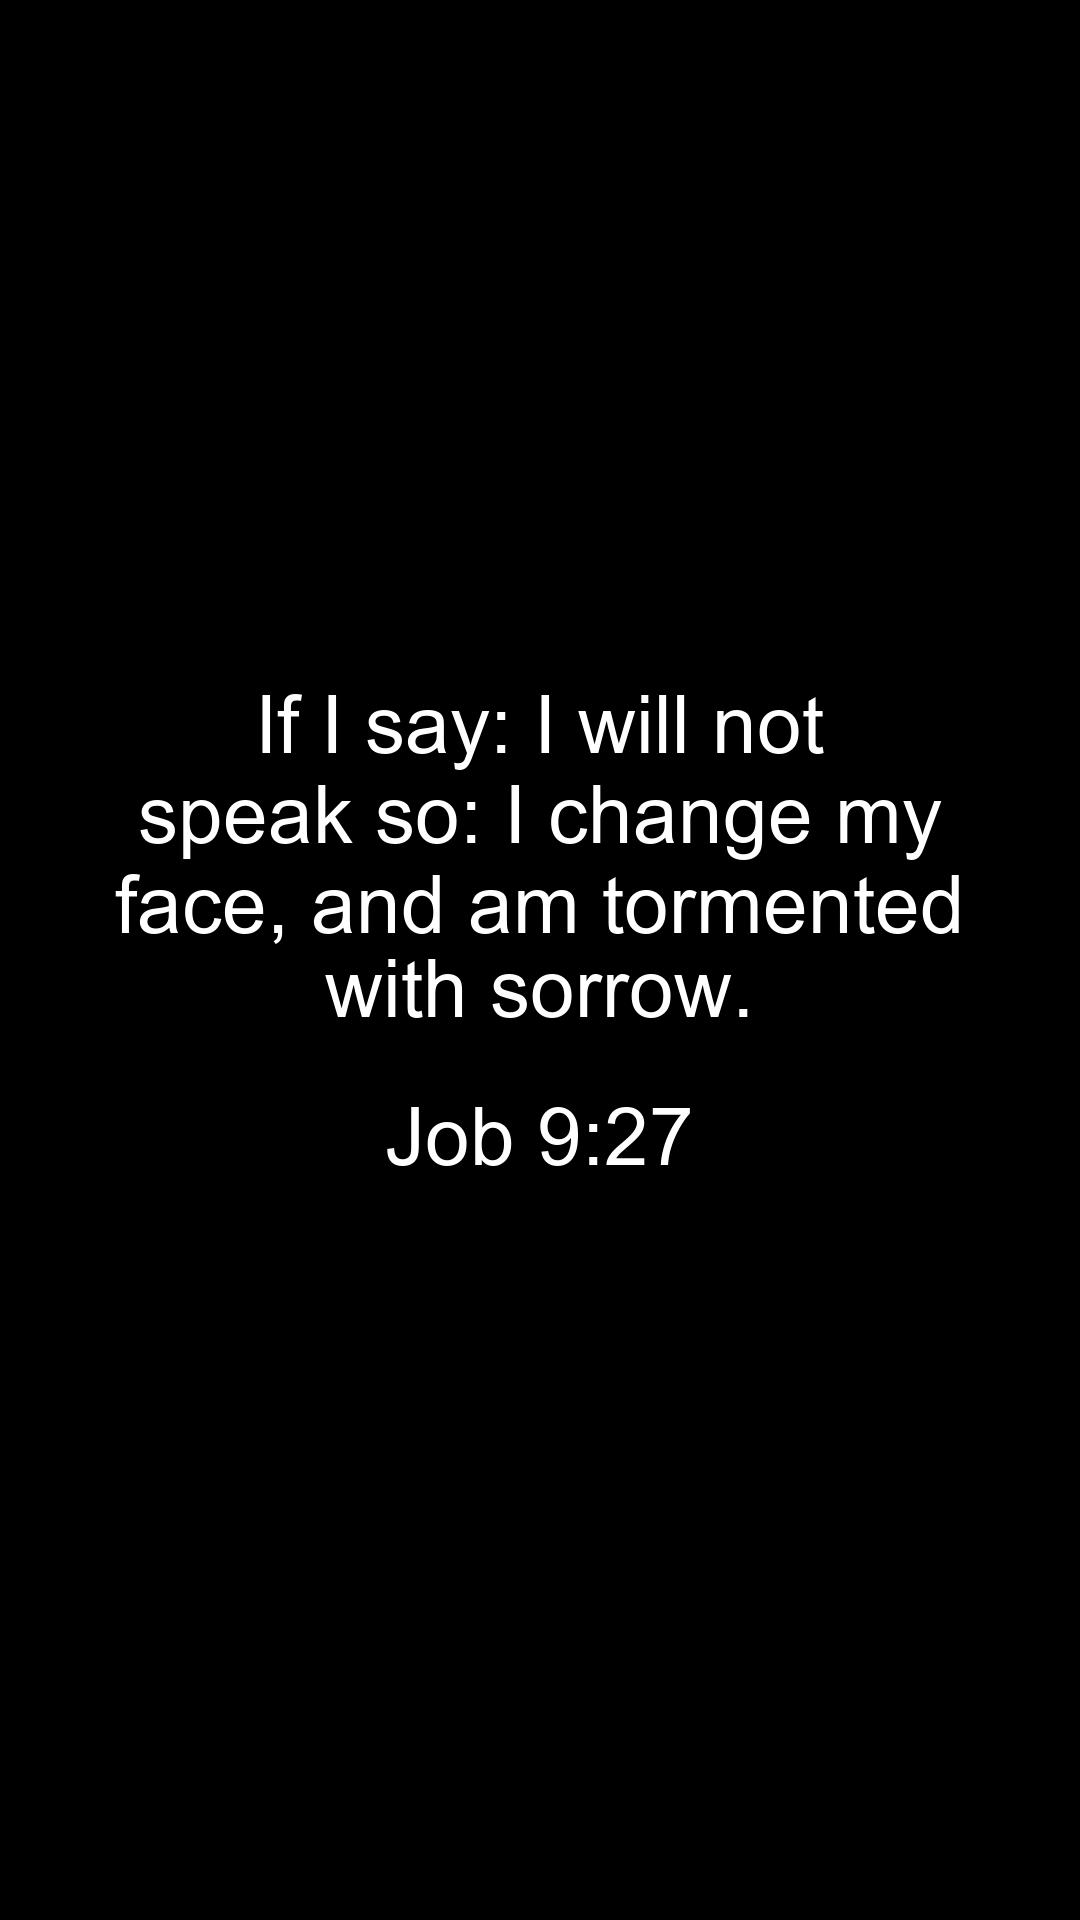 If I say: I will not
speak so: I change my
face, and am tormented
with sorrow.
Job 9:27